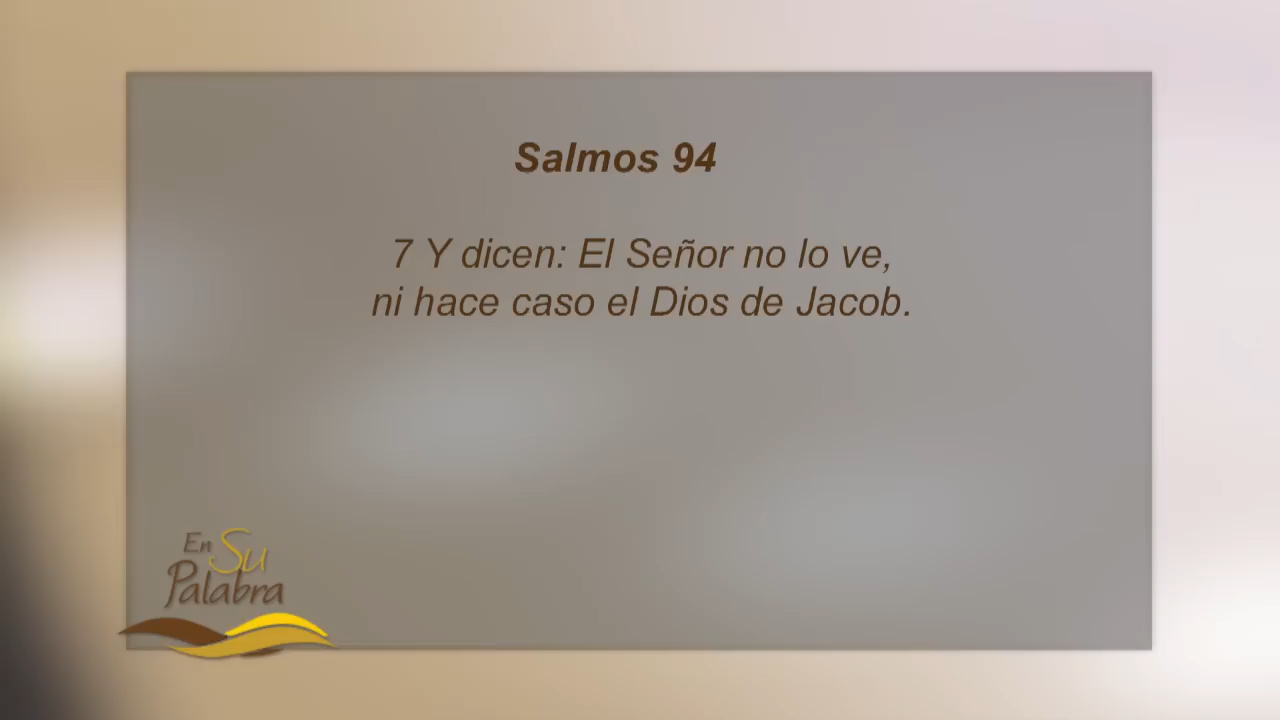 Salmos 94
7 Y dicen: El Señor no lo ve,
ni hace caso el Dios de Jacob.
En Su
Palabra